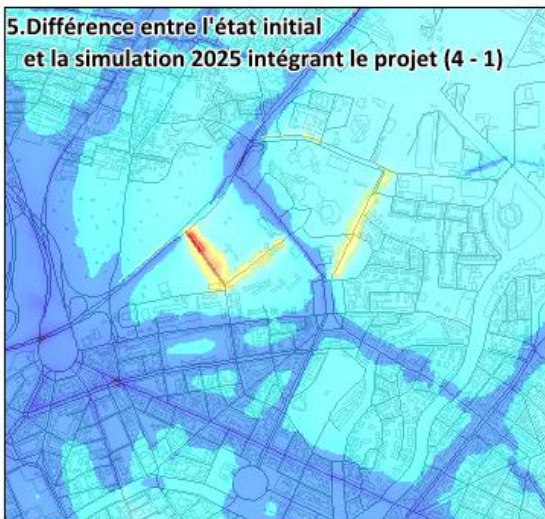 5.Différence entre l'état initial
et la simulation 2025 intégrant le projet (4 - 1)